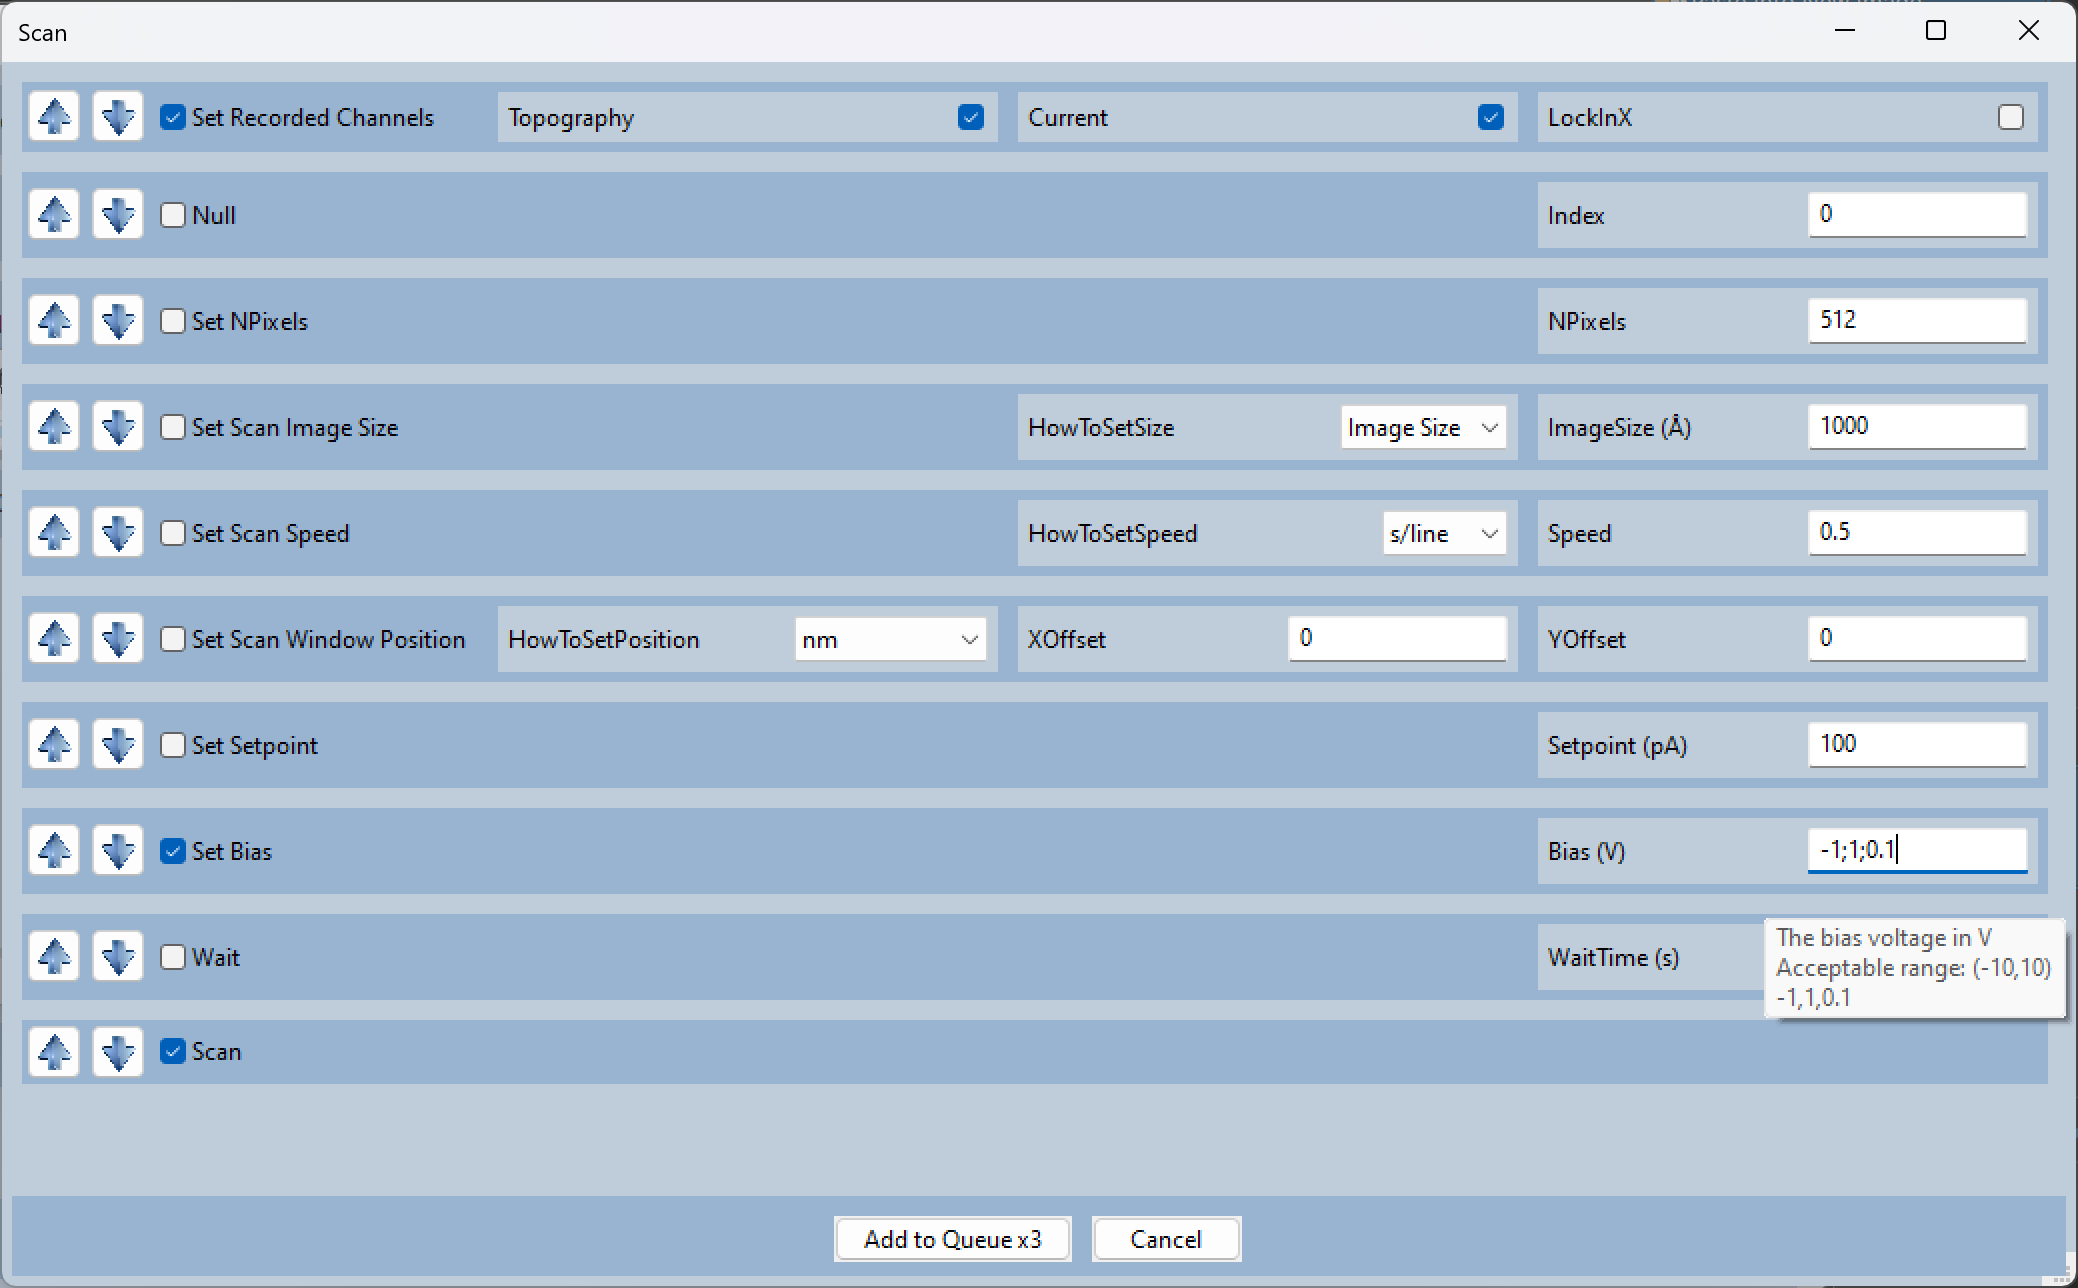 Scan
Set Recorded Channels Topography Current LockInX
Null Index 0
Set NPixels NPixels 512
Set Scan Image Size HowToSetSize Image Size ImageSize (Å) 1000
Set Scan Speed HowToSetSpeed s/line Speed 0.5
Set Scan Window Position HowToSetPosition nm XOffset 0 YOffset 0
Set Setpoint Setpoint (pA) 100
Set Bias Bias (V) -1;1;0.1
Wait WaitTime (s)
The bias voltage in V
Acceptable range: (-10,10)
-1,1,0.1
Scan
Add to Queue x3 Cancel